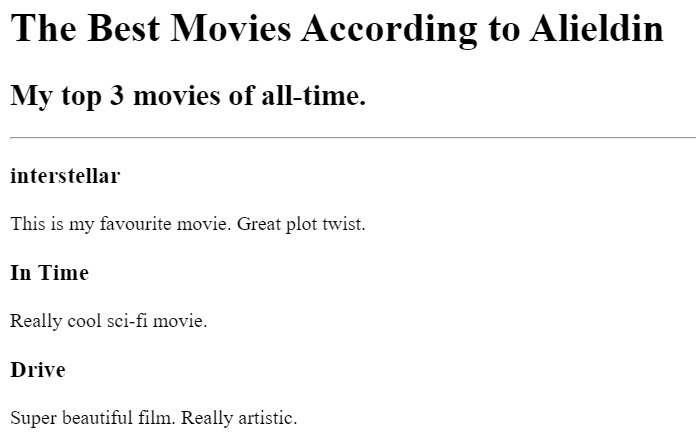 The Best Movies According to Alieldin
My top 3 movies of all-time.
interstellar
This is my favourite movie. Great plot twist.
In Time
Really cool sci-fi movie.
Drive
Super beautiful film. Really artistic.